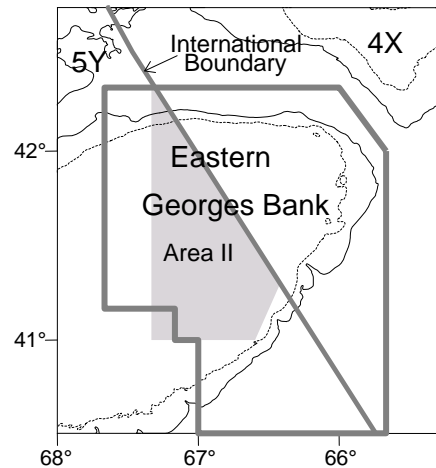 International
Boundary
5Y
4X
42°
Eastern
Georges Bank
Area II
41°
68
67
66